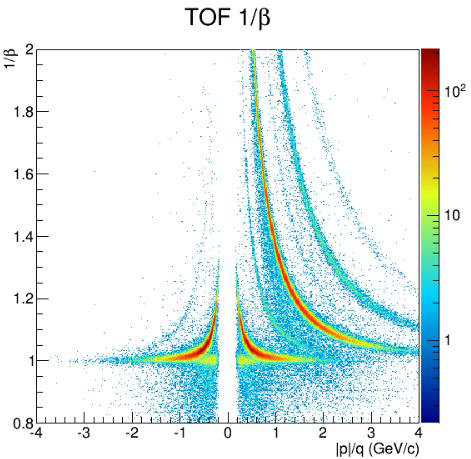 TOF 1/β
1/β
2
1.8
1.6
1.4
1.2
1
0.8
-4 -3 -2 -1 0 1 2 3 4
|p|/q (GeV/c)
10²
10
1